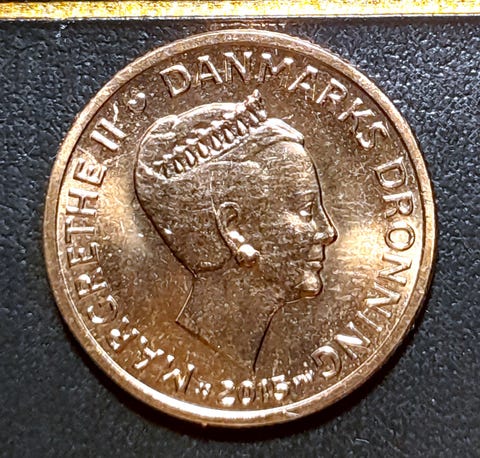 MARGRETHE II DANMARKS DRONNING
2015